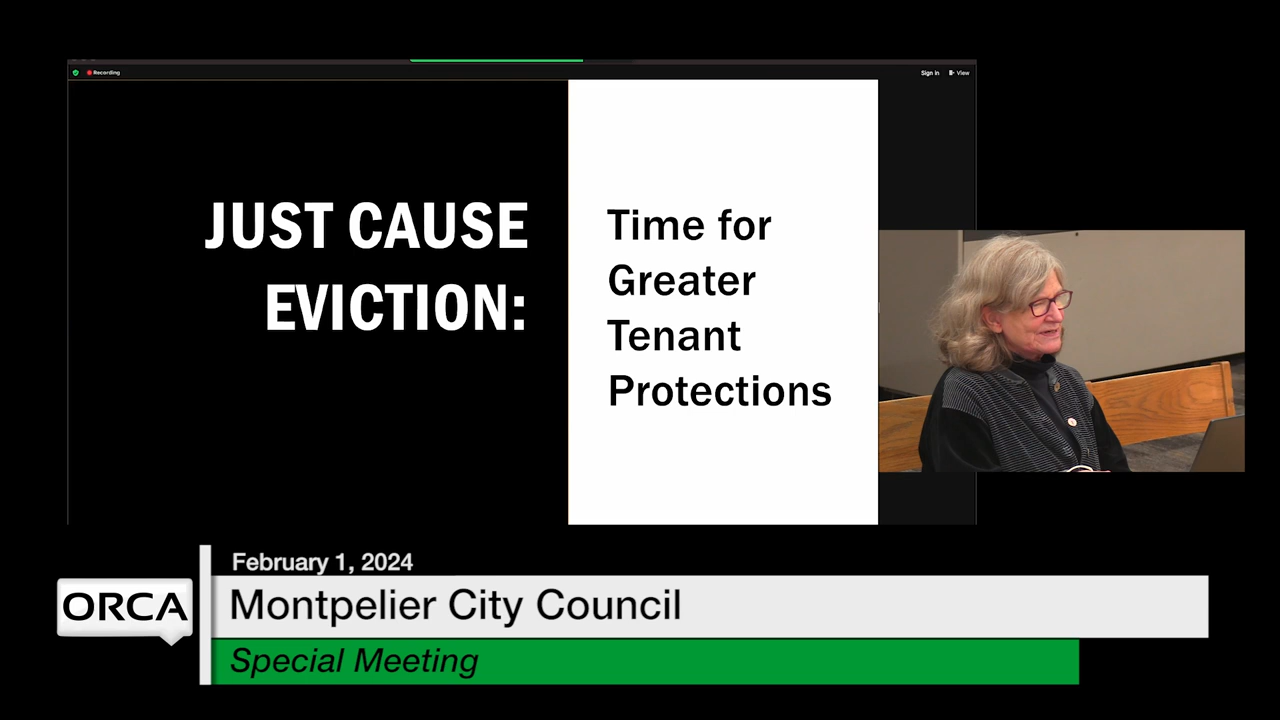 Recording
Sign In
View
JUST CAUSE
EVICTION:
Time for
Greater
Tenant
Protections
February 1, 2024
ORCA
Montpelier City Council
Special Meeting